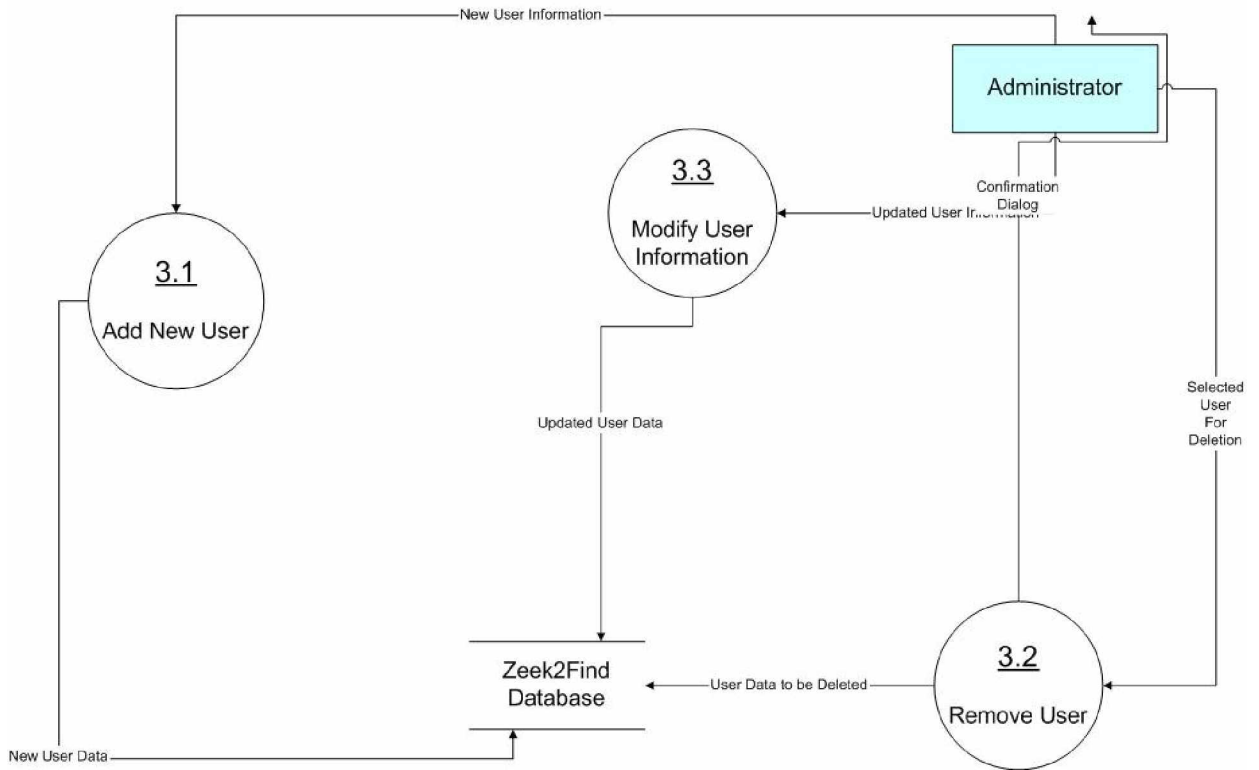 New User Information
Administrator
3.3
Modify User
Information
Confirmation
Dialog
Updated User Information
3.1
Add New User
Selected
User
For
Deletion
Updated User Data
3.2
Remove User
Zeek2Find
Database
User Data to be Deleted
New User Data